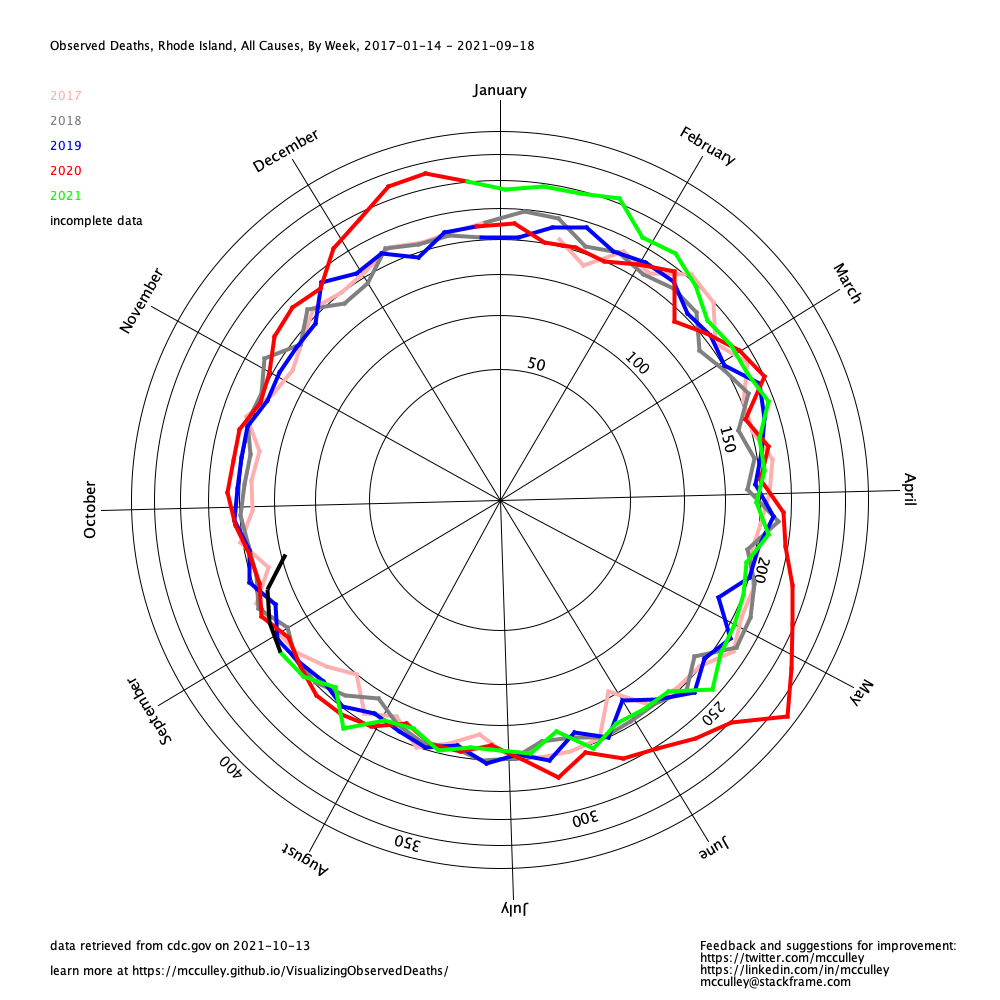 Observed Deaths, Rhode Island, All Causes, By Week, 2017-01-14 - 2021-09-18
2017
2018
2019
2020
2021
incomplete data
January
February
March
April
May
June
July
August
September
October
November
December
50
100
150
200
250
300
350
400
data retrieved from cdc.gov on 2021-10-13
learn more at https://mcculley.github.io/VisualizingObservedDeaths/
Feedback and suggestions for improvement:
https://twitter.com/mcculley
https://linkedin.com/in/mcculley
mcculley@stackframe.com